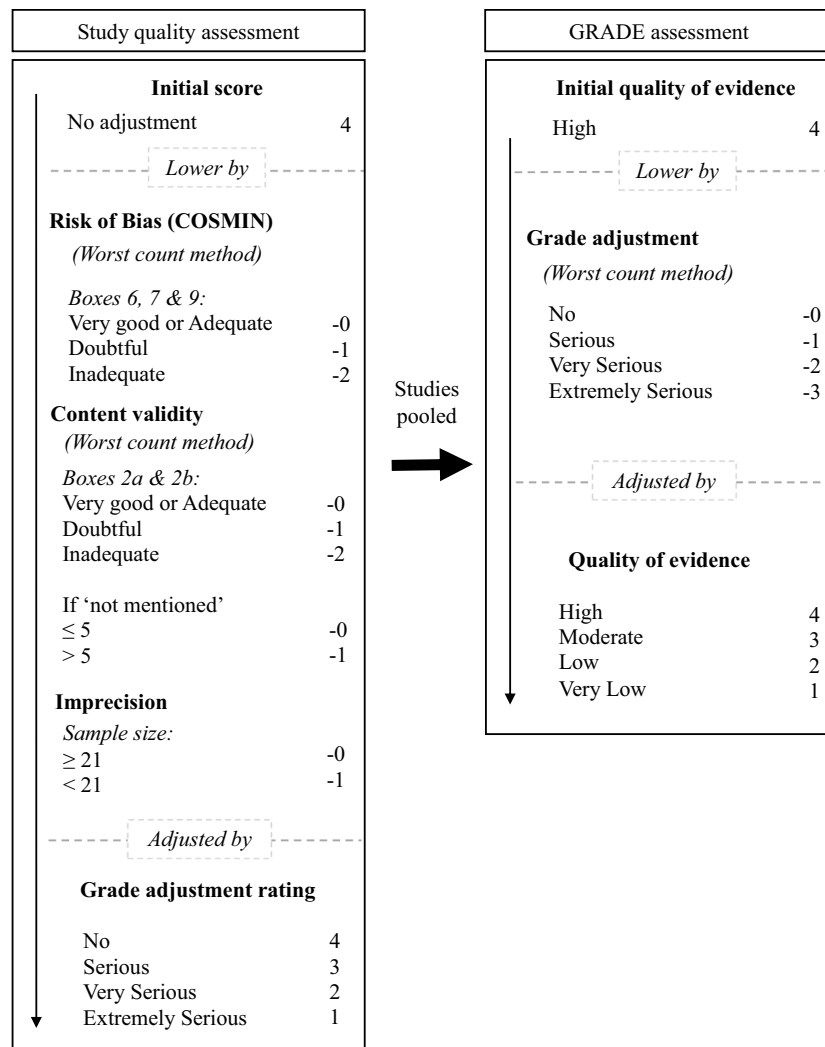 Study quality assessment
Initial score
No adjustment 4
Lower by
Risk of Bias (COSMIN)
(Worst count method)
Boxes 6, 7 & 9:
Very good or Adequate -0
Doubtful -1
Inadequate -2
Content validity
(Worst count method)
Boxes 2a & 2b:
Very good or Adequate -0
Doubtful -1
Inadequate -2
If ‘not mentioned’
≤ 5 -0
> 5 -1
Imprecision
Sample size:
≥ 21 -0
< 21 -1
Adjusted by
Grade adjustment rating
No 4
Serious 3
Very Serious 2
Extremely Serious 1
Studies
pooled
GRADE assessment
Initial quality of evidence
High 4
Lower by
Grade adjustment
(Worst count method)
No -0
Serious -1
Very Serious -2
Extremely Serious -3
Adjusted by
Quality of evidence
High 4
Moderate 3
Low 2
Very Low 1